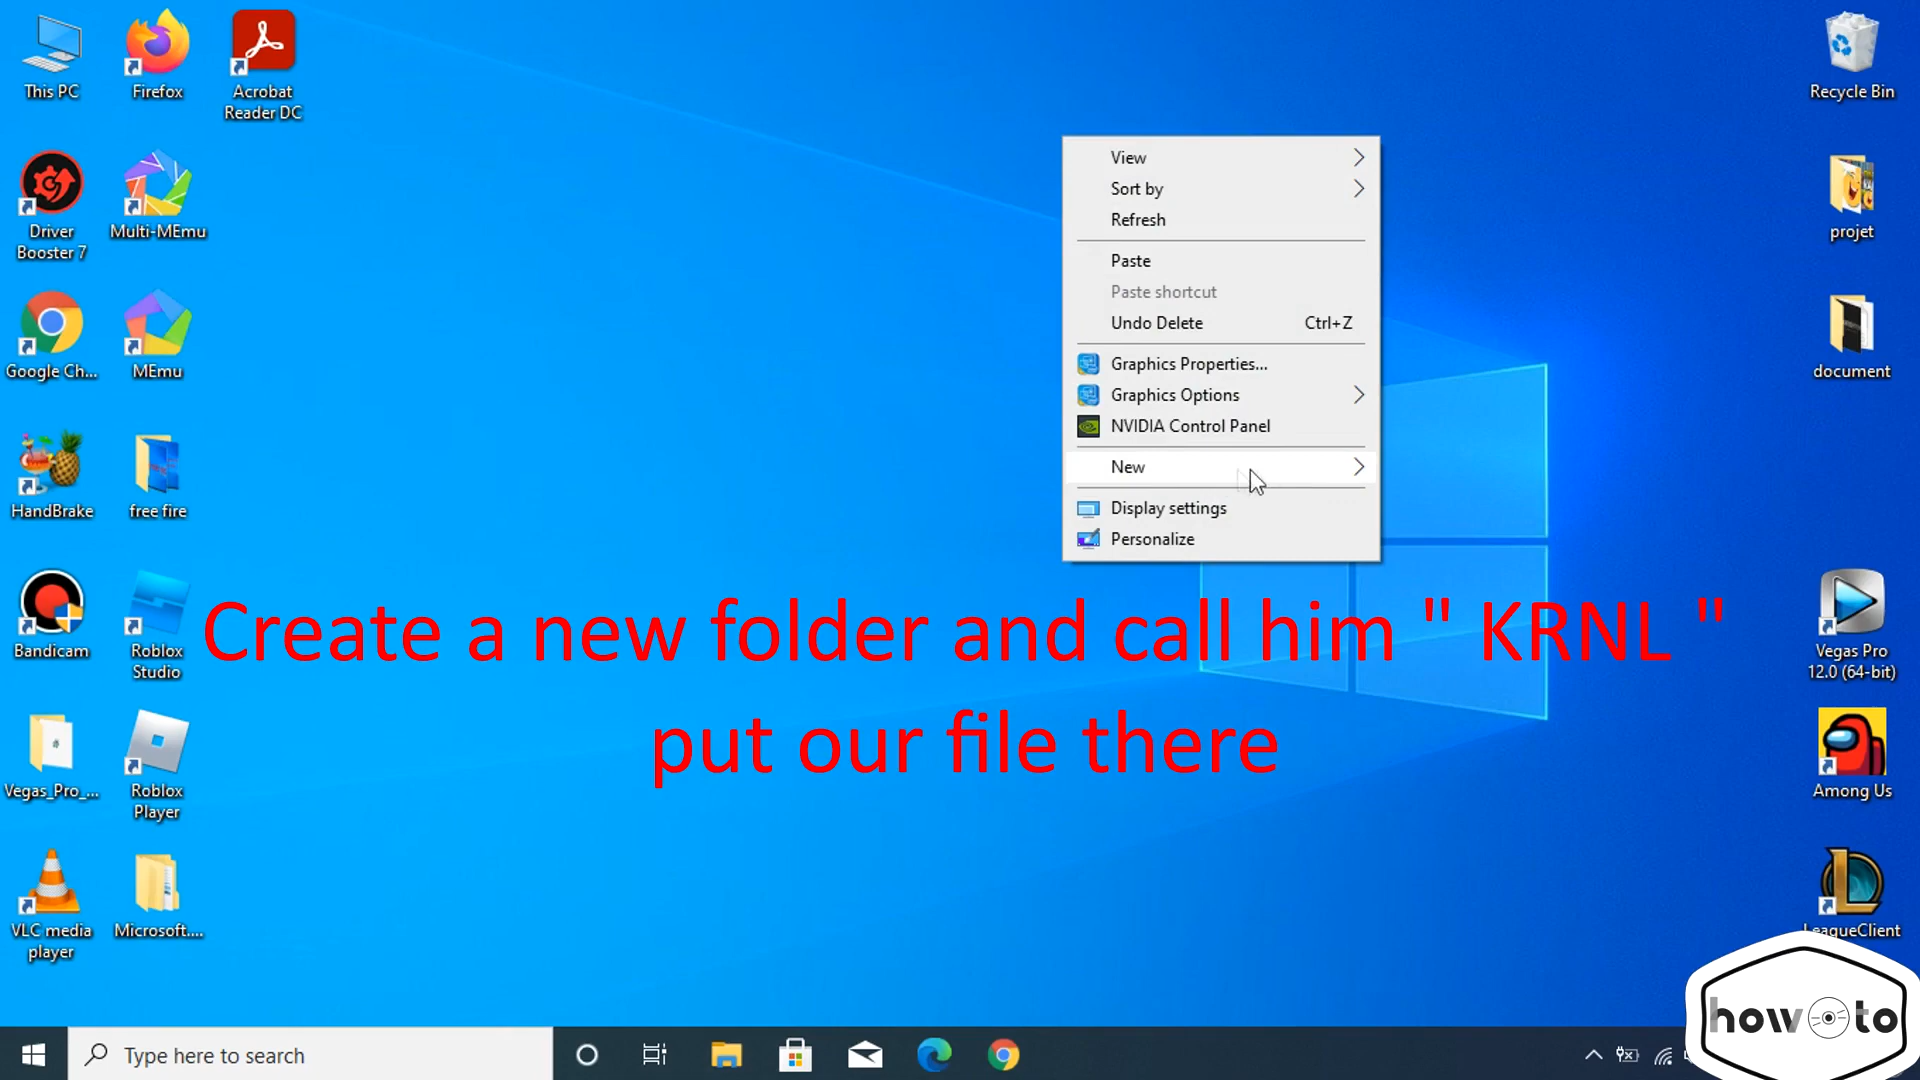 This PC
Firefox
Acrobat
Reader DC
Recycle Bin
Driver
Booster 7
Multi-MEmu
projet
Google Ch...
MEmu
document
HandBrake
free fire
Bandicam
Roblox
Studio
Vegas Pro
12.0 (64-bit)
Vegas_Pro_...
Roblox
Player
Among Us
VLC media
player
Microsoft....
LeagueClient
View
Sort by
Refresh
Paste
Paste shortcut
Undo Delete Ctrl+Z
Graphics Properties...
Graphics Options
NVIDIA Control Panel
New
Display settings
Personalize
Create a new folder and call him " KRNL "
put our file there
Type here to search
how to